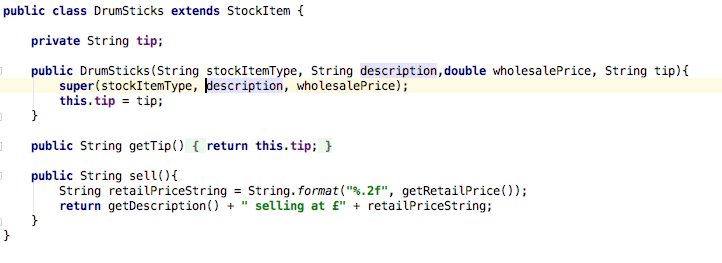 public class DrumSticks extends StockItem {
private String tip;
public DrumSticks(String stockItemType, String description,double wholesalePrice, String tip){
super(stockItemType, description, wholesalePrice);
this.tip = tip;
}
public String getTip() { return this.tip; }
public String sell(){
String retailPriceString = String.format("%.2f", getRetailPrice());
return getDescription() + " selling at £" + retailPriceString;
}
}